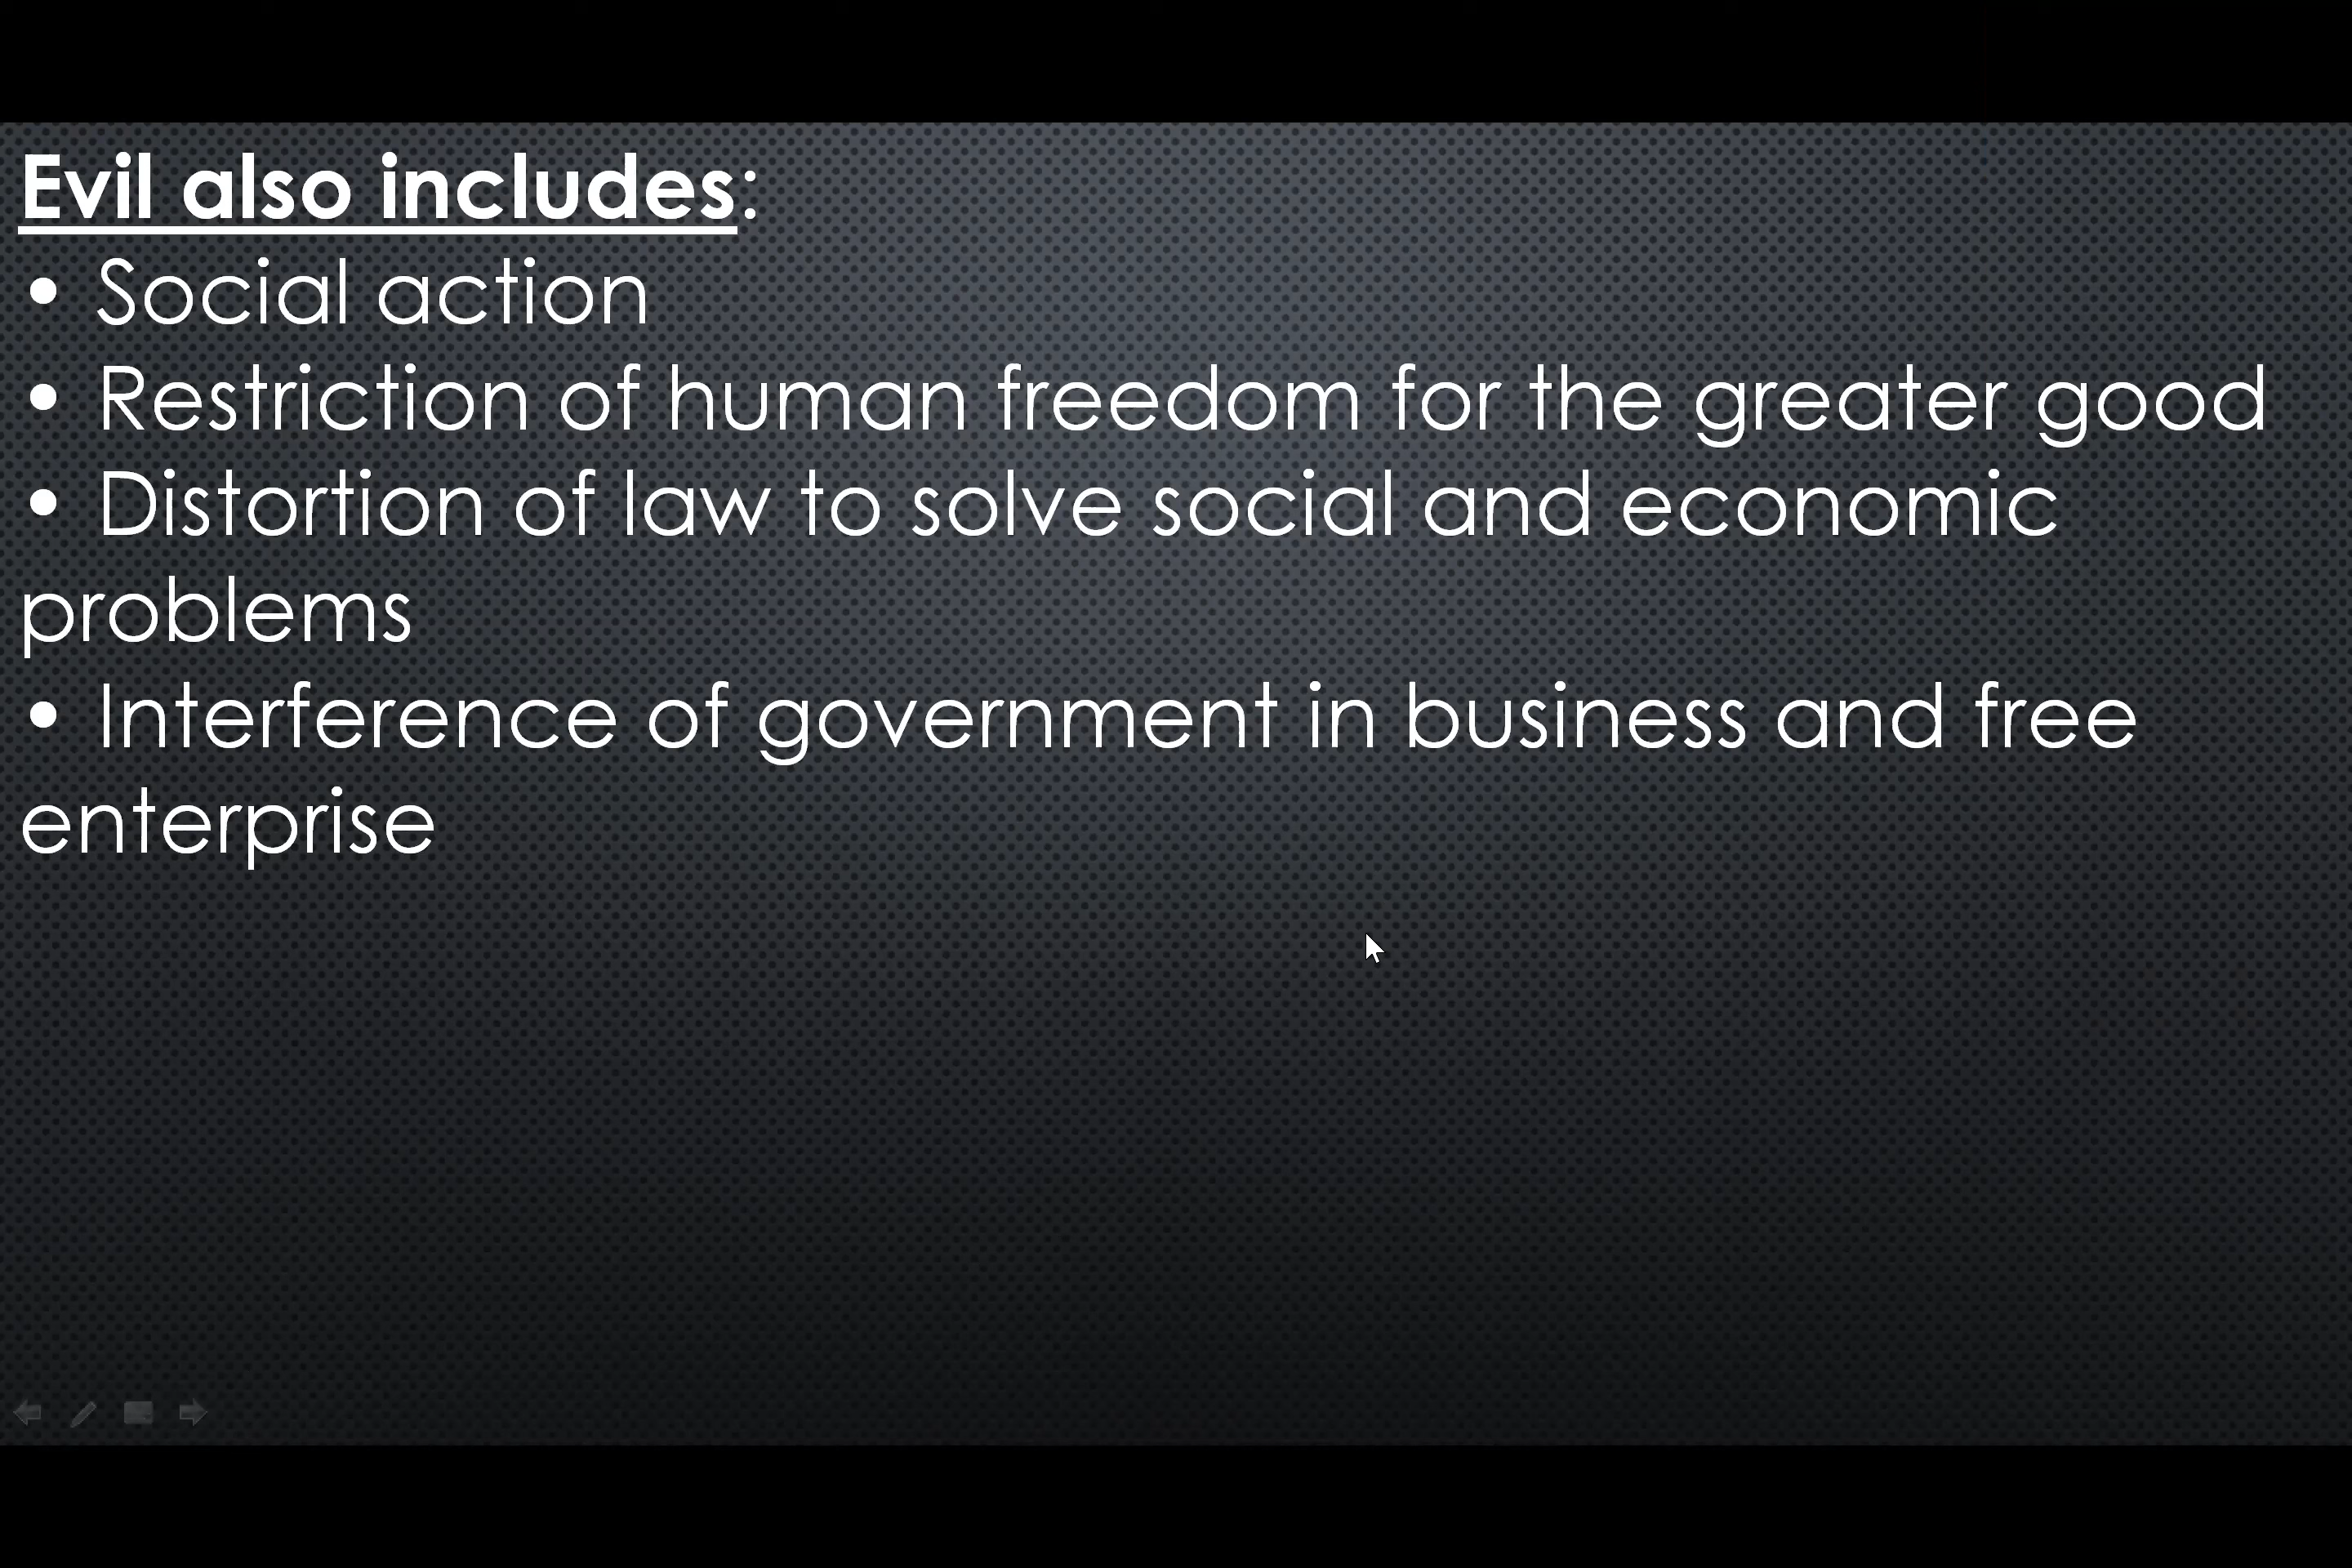 Evil also includes:
• Social action
• Restriction of human freedom for the greater good
• Distortion of law to solve social and economic
problems
• Interference of government in business and free
enterprise